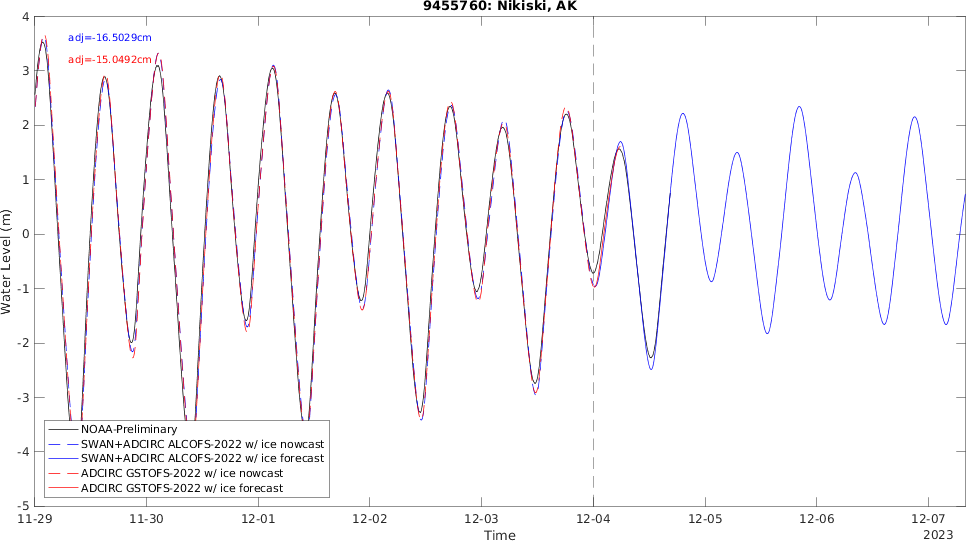 9455760: Nikiski, AK
adj=-16.5029cm
adj=-15.0492cm
4
3
2
1
0
-1
-2
-3
-4
-5
Water Level (m)
NOAA-Preliminary
SWAN+ADCIRC ALCOFS-2022 w/ ice nowcast
SWAN+ADCIRC ALCOFS-2022 w/ ice forecast
ADCIRC GSTOFS-2022 w/ ice nowcast
ADCIRC GSTOFS-2022 w/ ice forecast
11-29 11-30 12-01 12-02 12-03 12-04 12-05 12-06 12-07
Time
2023